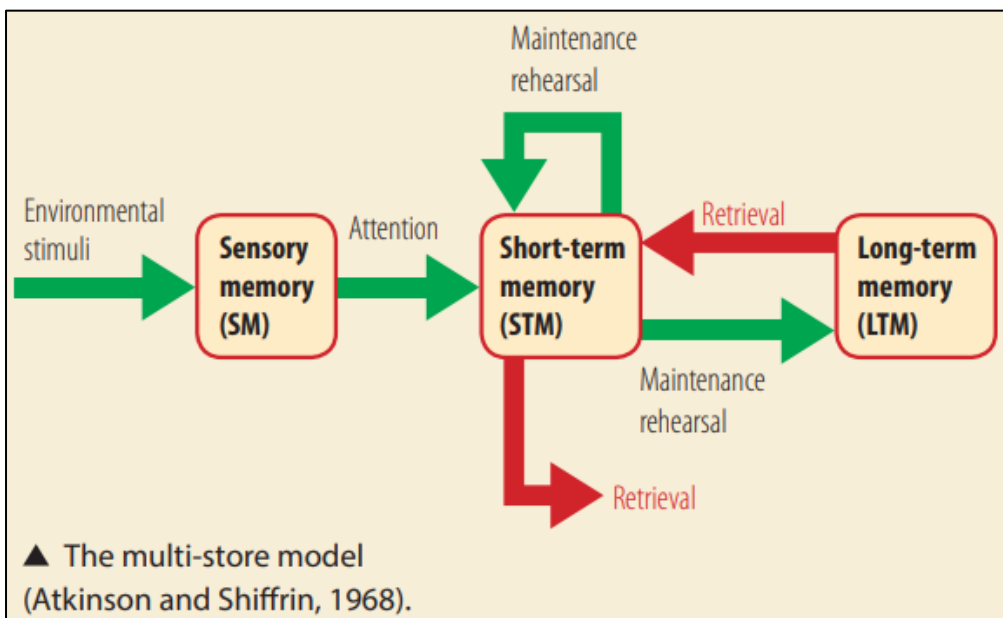 Maintenance
rehearsal
Environmental
stimuli
Sensory
memory
(SM)
Attention
Short-term
memory
(STM)
Retrieval
Long-term
memory
(LTM)
Maintenance
rehearsal
Retrieval
▲ The multi-store model
(Atkinson and Shiffrin, 1968).